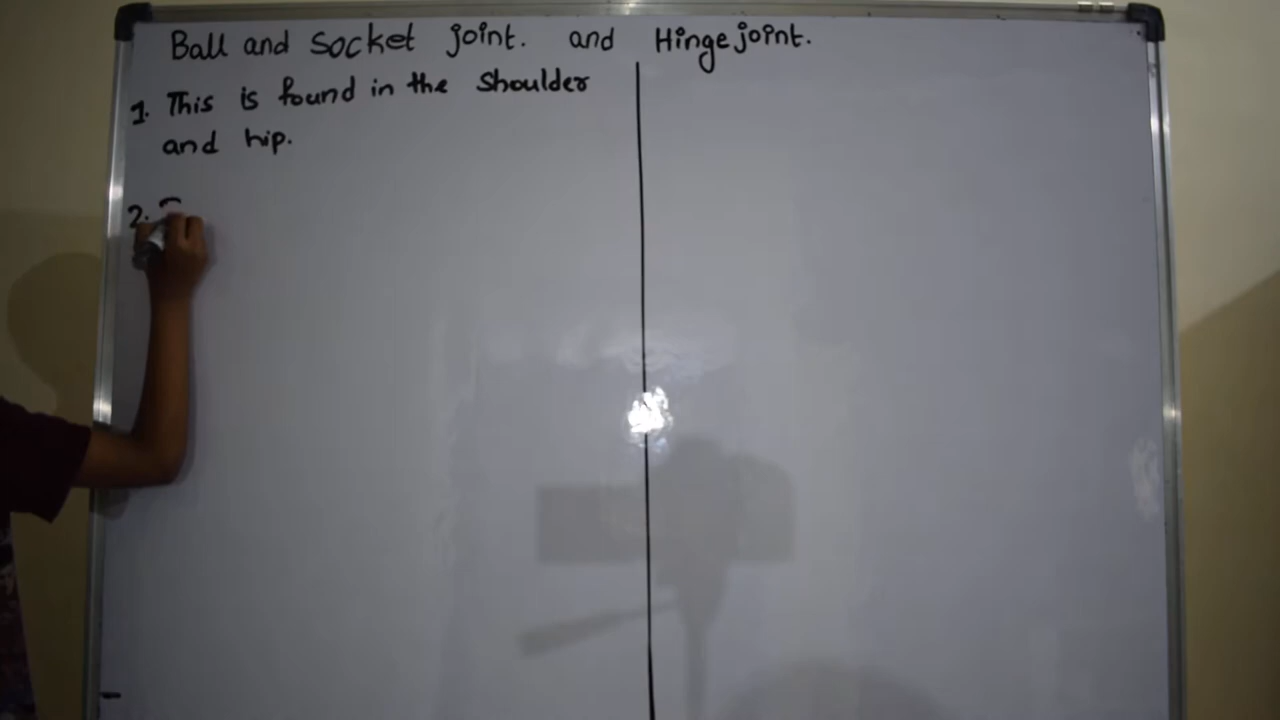 Ball and socket joint. and Hinge joint.
1. This is found in the shoulder
and hip.
2.